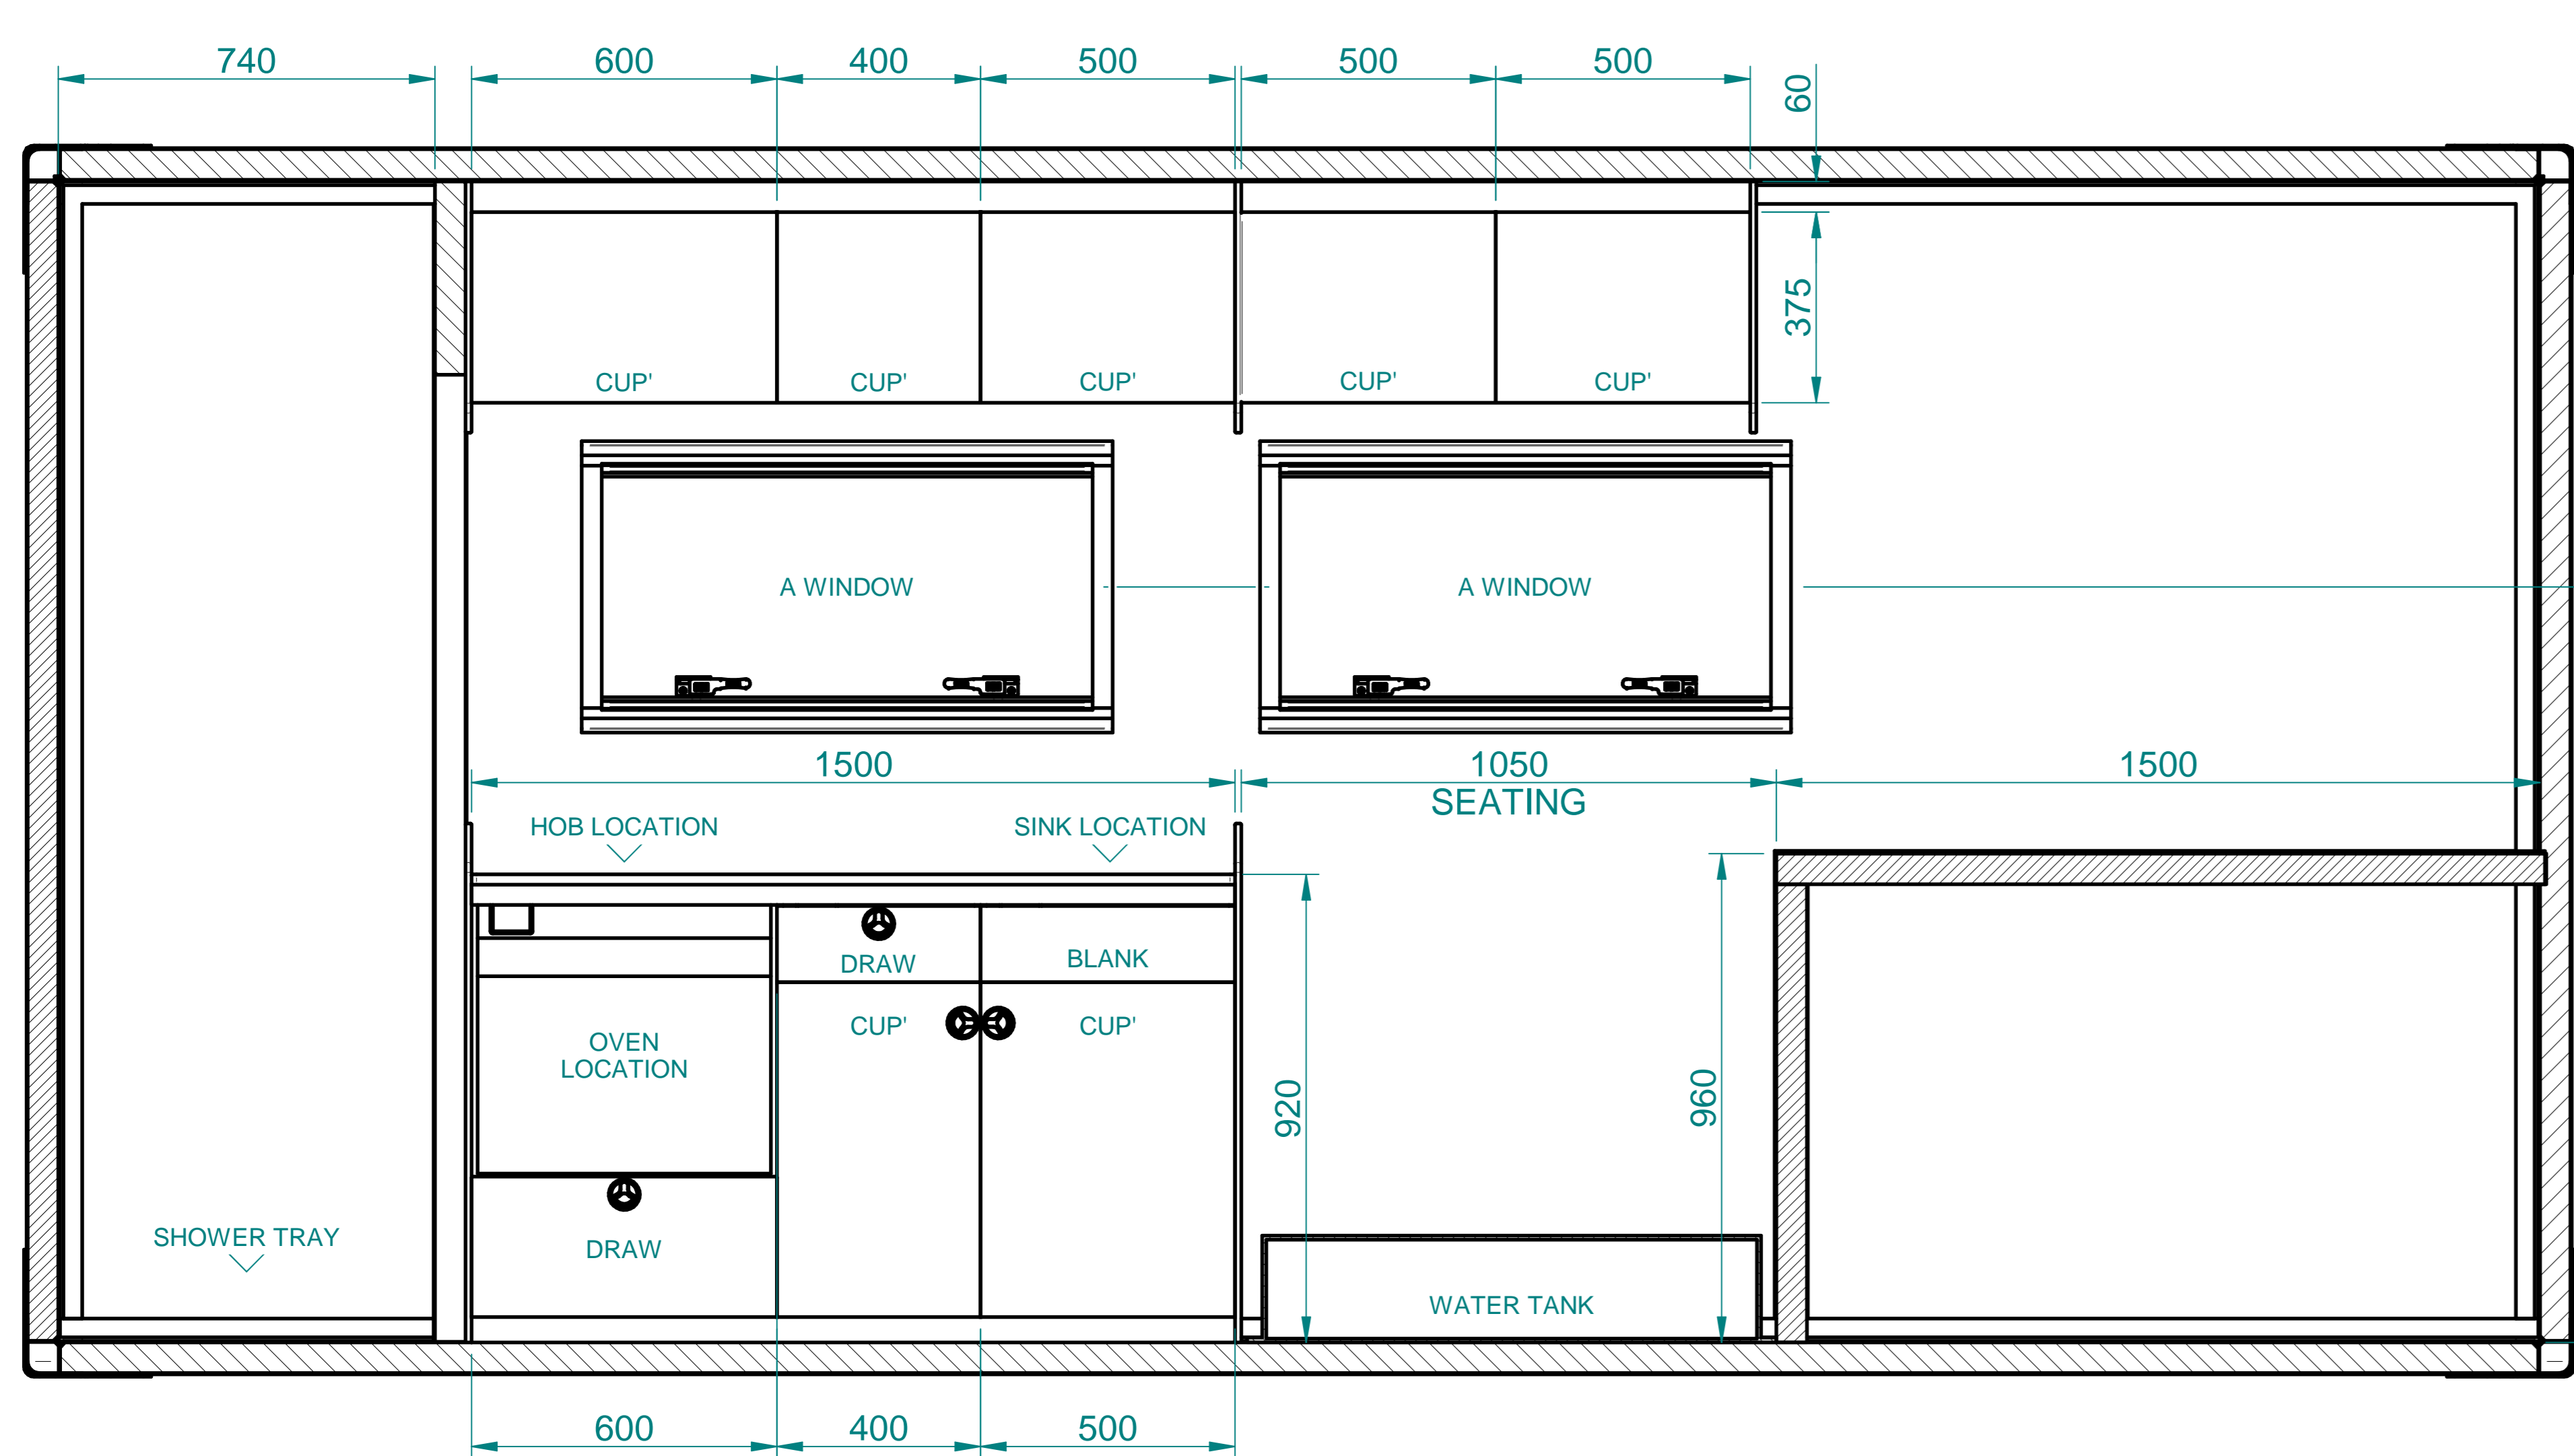 740
600
400
500
500
500
60
375
CUP'
CUP'
CUP'
CUP'
CUP'
A WINDOW
A WINDOW
1500
1050
1500
SEATING
HOB LOCATION
SINK LOCATION
DRAW
BLANK
CUP'
CUP'
OVEN
LOCATION
920
960
SHOWER TRAY
DRAW
WATER TANK
600
400
500